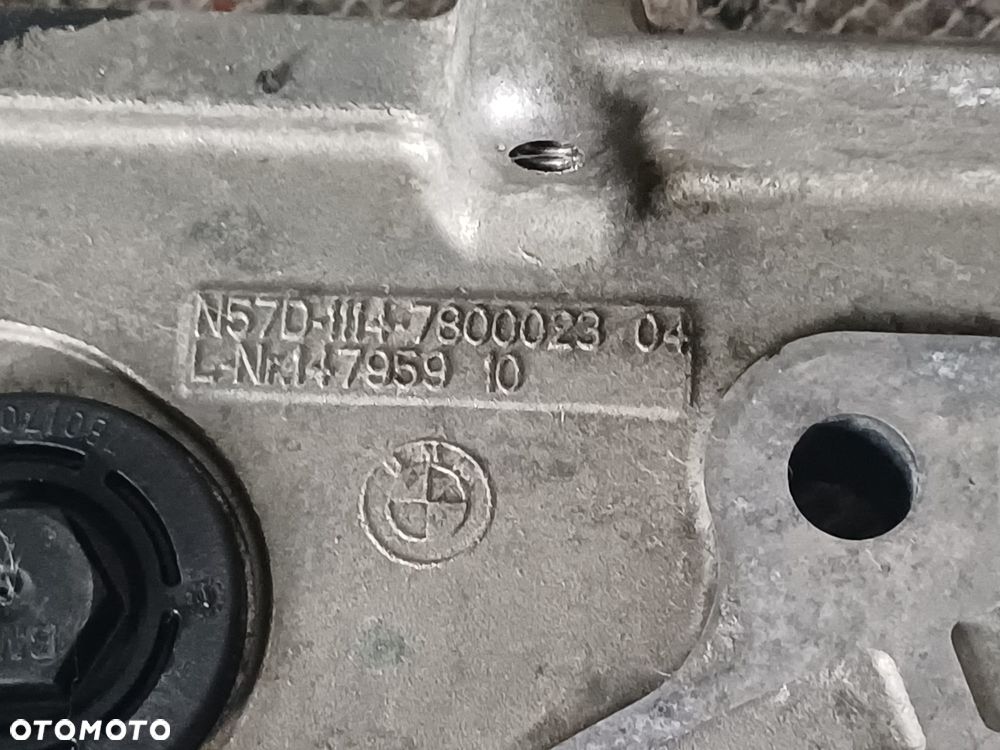 N57D-1114-7800023 04
L-Nr.147959 10
BMW
OTOMOTO